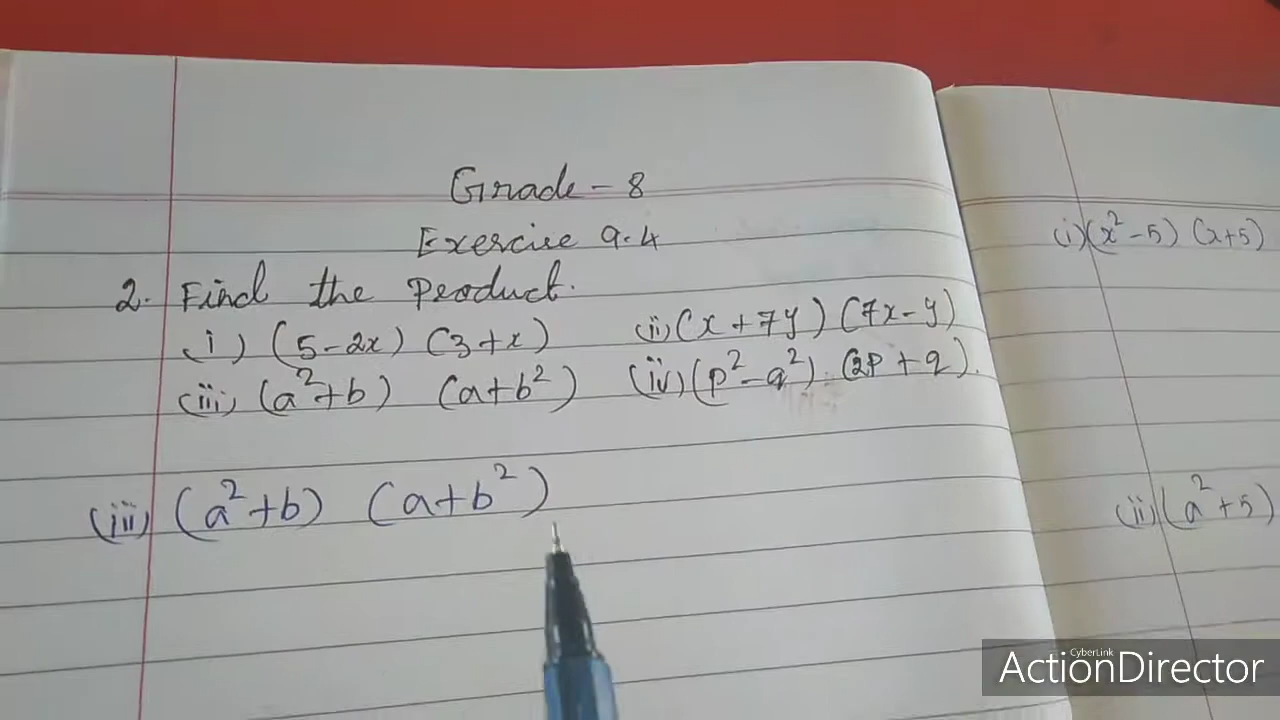 Grade - 8
Exercise 9.4
2. Find the Product.
(i) (5-2x) (3+x) (ii) (x+7y) (7x-y)
(iii) (a²+b) (a+b²) (iv) (p²-q²). (2p+q).
(iii) (a²+b) (a+b²)
(i) (x²-5) (x+5)
(ii) (a²+5)
CyberLink
ActionDirector